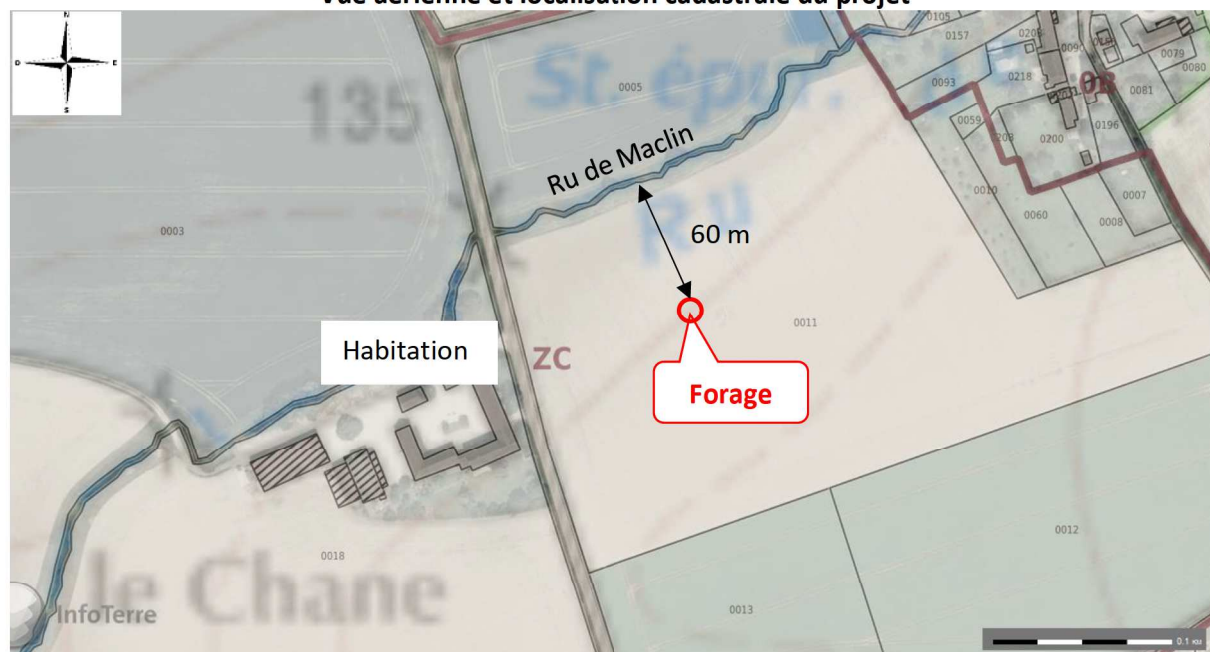 Vue aérienne et localisation cadastrale du projet
N
O
E
S
135
St. épur.
0005
0105
0157
0093
0218
0079
0080
0081
0B
0059
0200
0196
Ru de Maclin
Ru
0010
0060
0007
0008
0003
60 m
0011
Habitation
ZC
Forage
0012
0018
le Chane
0013
InfoTerre
0.1 KM